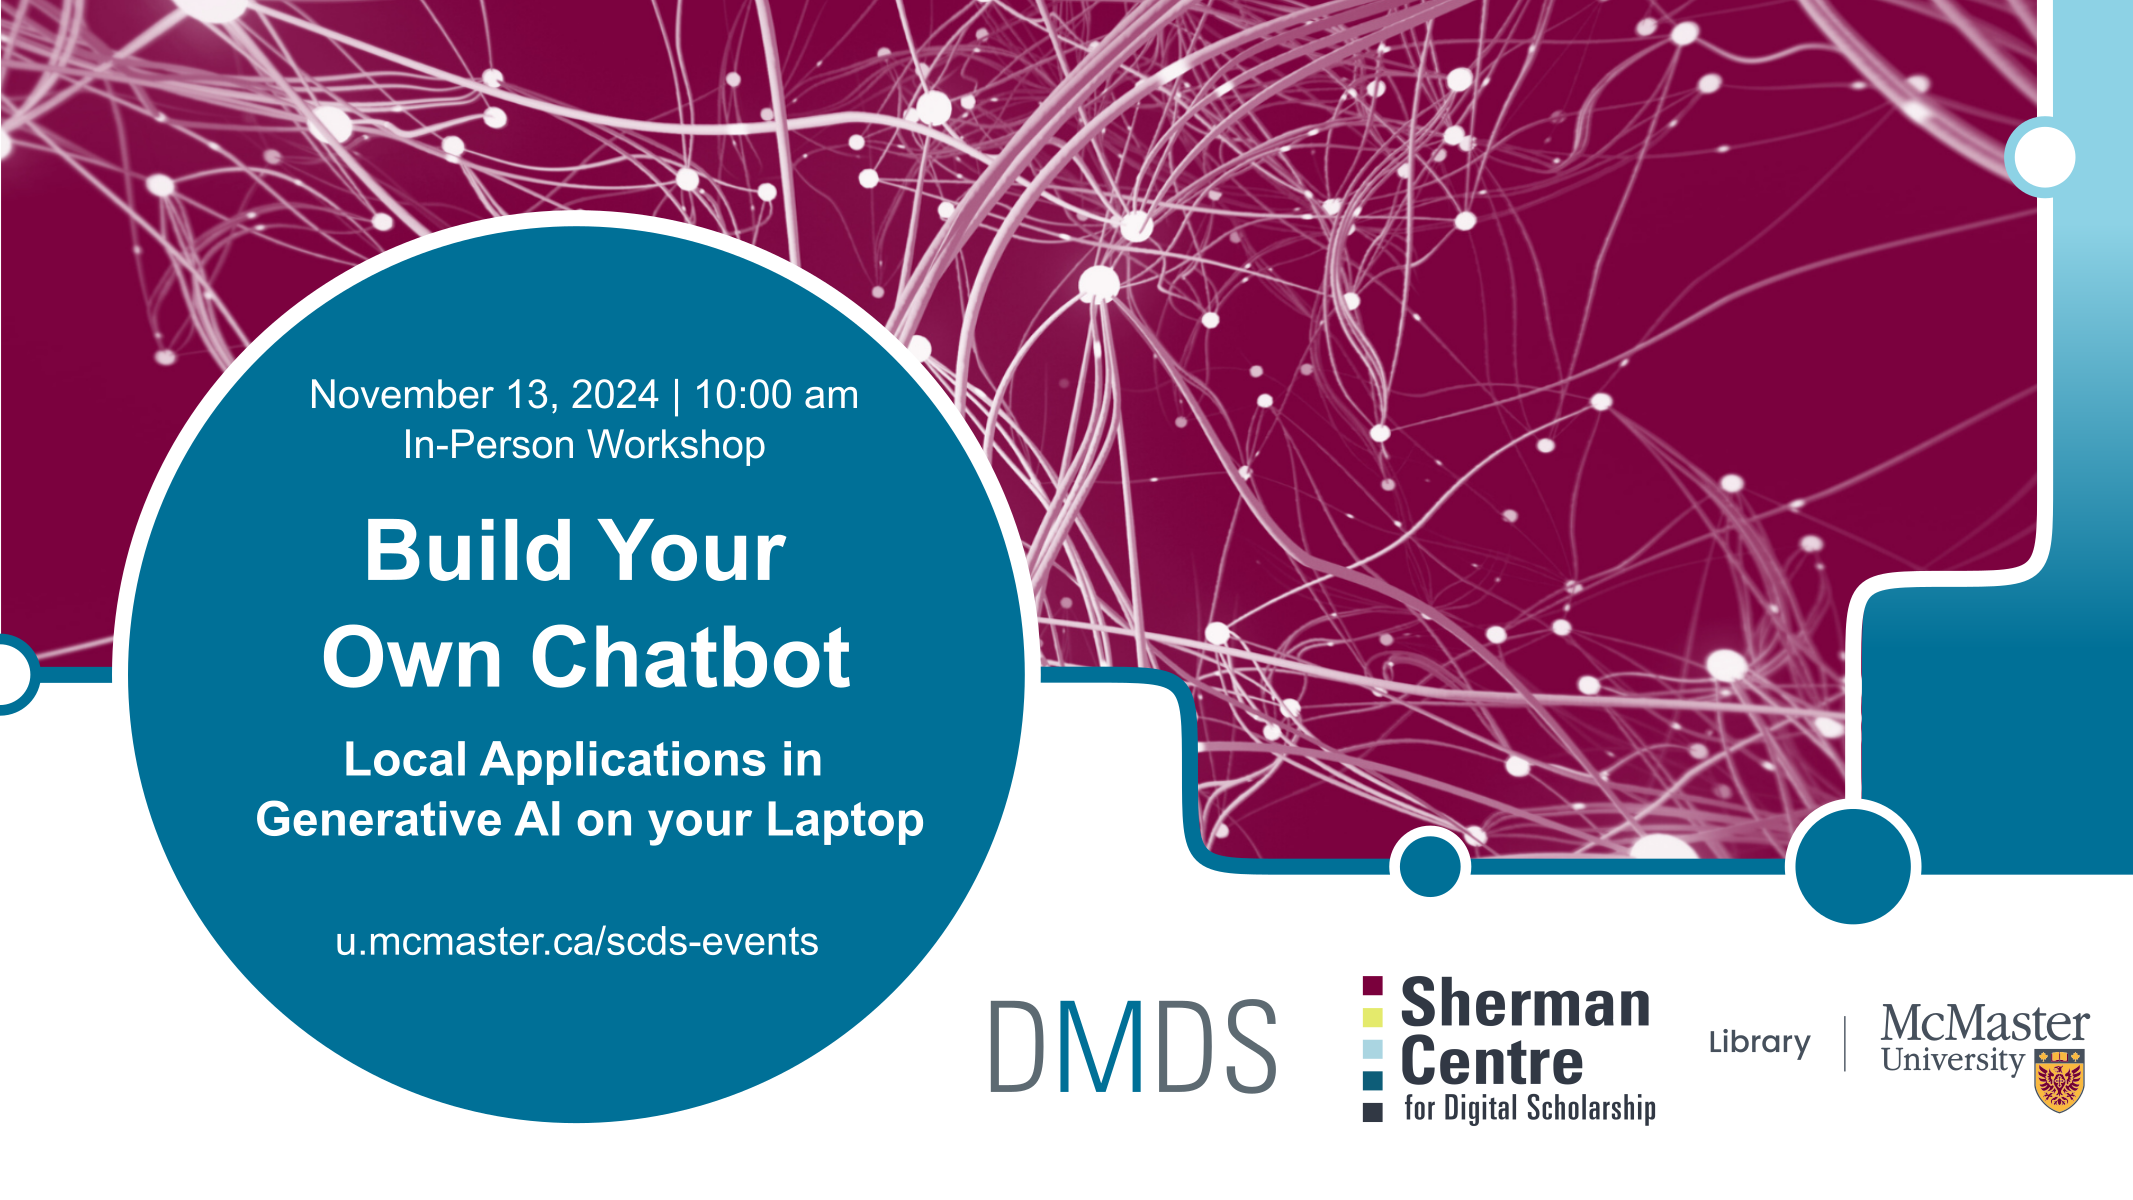 November 13, 2024 | 10:00 am
In-Person Workshop
Build Your
Own Chatbot
Local Applications in
Generative AI on your Laptop
u.mcmaster.ca/scds-events
DMDS
Sherman
Centre
for Digital Scholarship
Library
McMaster
University